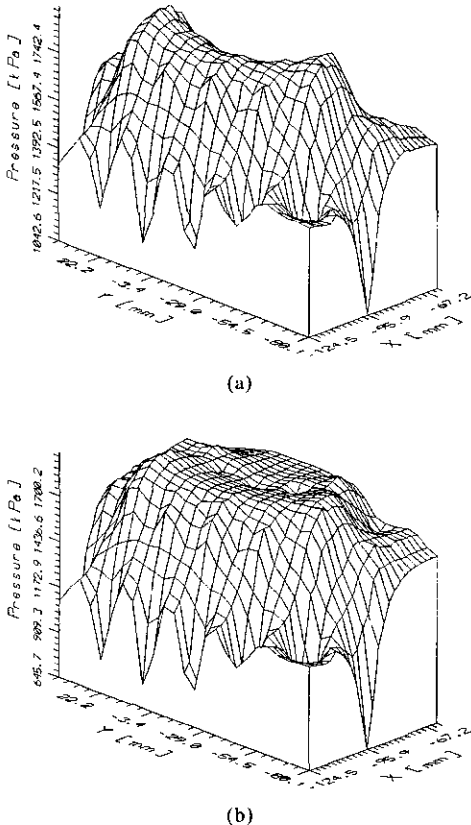 Pressure [kPa]
1042.6 1217.5 1392.5 1567.4 1742.4
20.2
-3.4
-29.0
-54.5
-80.
Y [mm]
-124.5
-95.9
-67.2
X [mm]
(a)
Pressure [kPa]
645.7 909.3 1172.9 1436.6 1700.2
-3.4
-29.0
-54.5
-80.
Y [mm]
-124.5
-95.9
-67.2
X [mm]
(b)